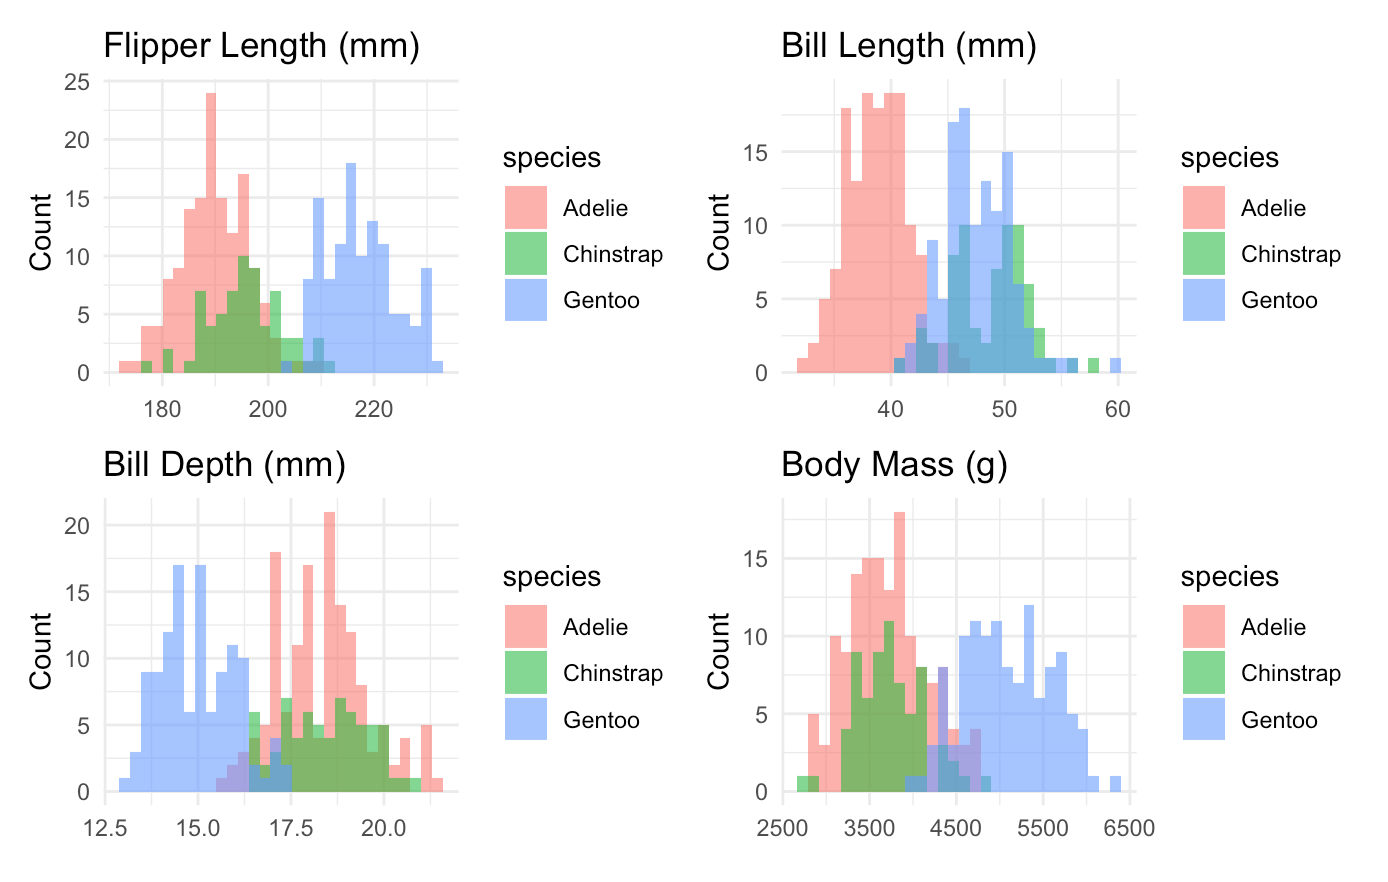 Flipper Length (mm)
Count
25
20
15
10
5
0
180 200 220
species
Adelie
Chinstrap
Gentoo
Bill Length (mm)
Count
15
10
5
0
40 50 60
species
Adelie
Chinstrap
Gentoo
Bill Depth (mm)
Count
20
15
10
5
0
12.5 15.0 17.5 20.0
species
Adelie
Chinstrap
Gentoo
Body Mass (g)
Count
15
10
5
0
2500 3500 4500 5500 6500
species
Adelie
Chinstrap
Gentoo